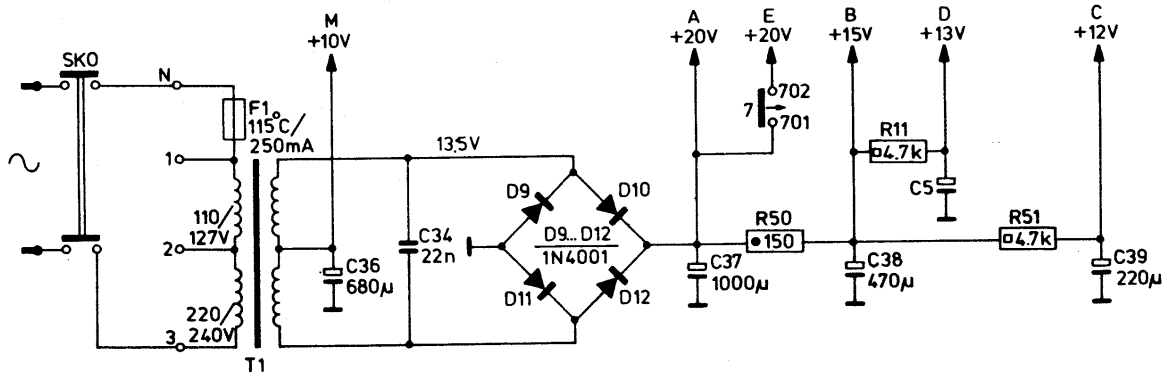 A
E
B
D
C
M
+20V
+20V
+15V
+13V
+12V
+10V
SKO
N
702
7
701
F1
115°C/
250mA
R11
4.7k
1
13,5V
D9
D10
C5
110/
127V
C34
22n
D9...D12
1N4001
R50
150
R51
4.7k
2
C36
680µ
D11
D12
C37
1000µ
C38
470µ
C39
220µ
220/
240V
3
T1